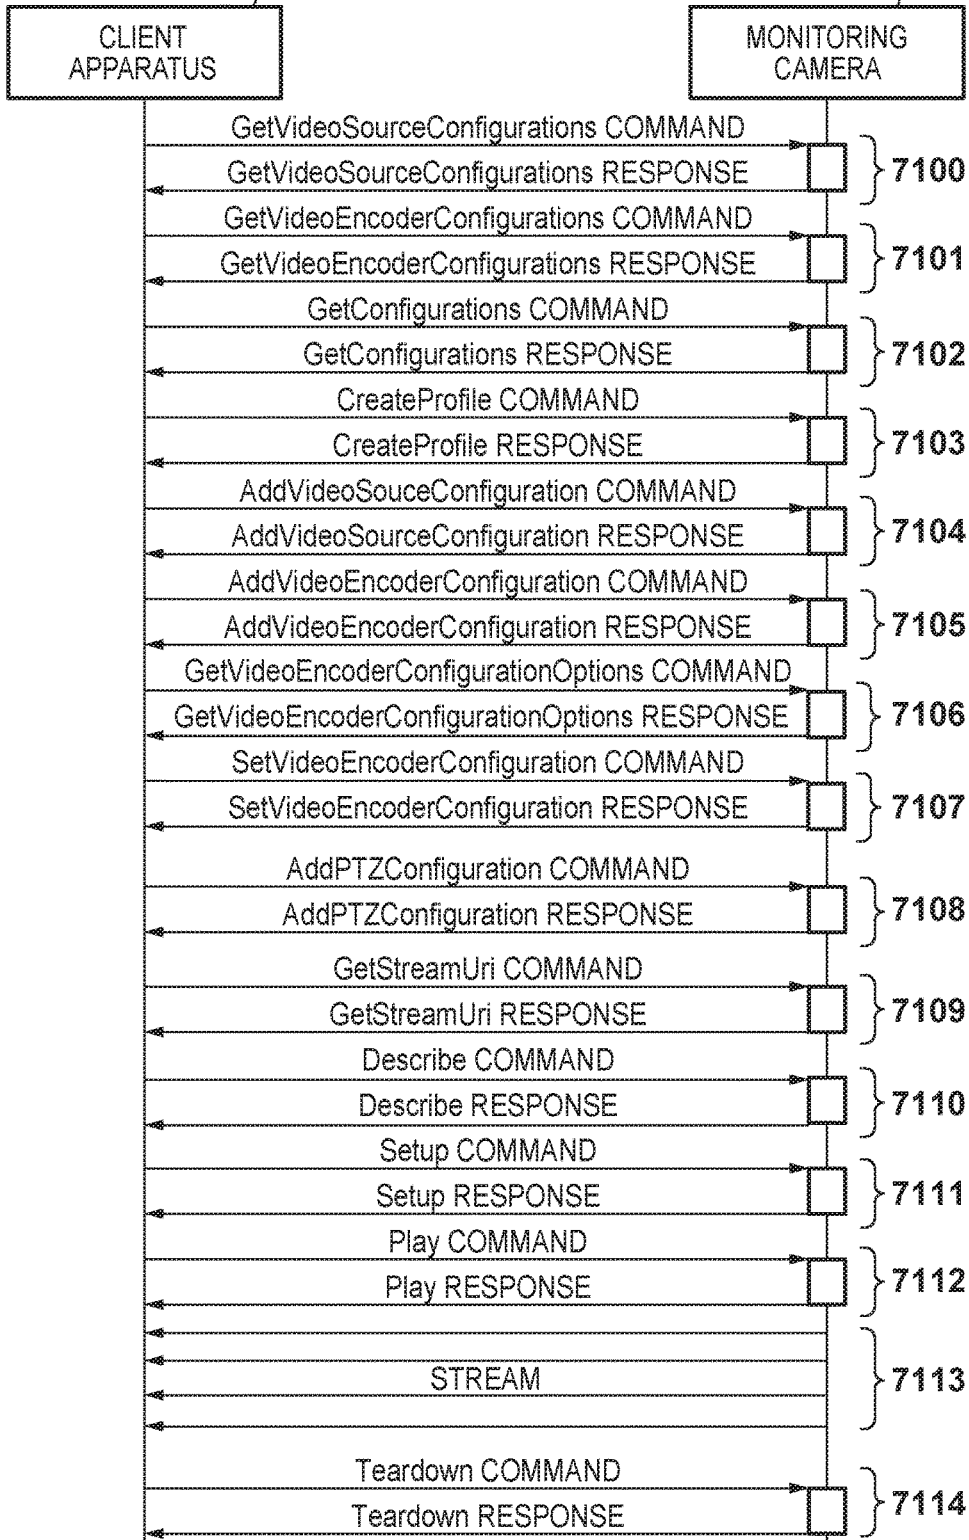 CLIENT
APPARATUS
MONITORING
CAMERA
GetVideoSourceConfigurations COMMAND
GetVideoSourceConfigurations RESPONSE
7100
GetVideoEncoderConfigurations COMMAND
GetVideoEncoderConfigurations RESPONSE
7101
GetConfigurations COMMAND
GetConfigurations RESPONSE
7102
CreateProfile COMMAND
CreateProfile RESPONSE
7103
AddVideoSouceConfiguration COMMAND
AddVideoSourceConfiguration RESPONSE
7104
AddVideoEncoderConfiguration COMMAND
AddVideoEncoderConfiguration RESPONSE
7105
GetVideoEncoderConfigurationOptions COMMAND
GetVideoEncoderConfigurationOptions RESPONSE
7106
SetVideoEncoderConfiguration COMMAND
SetVideoEncoderConfiguration RESPONSE
7107
AddPTZConfiguration COMMAND
AddPTZConfiguration RESPONSE
7108
GetStreamUri COMMAND
GetStreamUri RESPONSE
7109
Describe COMMAND
Describe RESPONSE
7110
Setup COMMAND
Setup RESPONSE
7111
Play COMMAND
Play RESPONSE
7112
STREAM
7113
Teardown COMMAND
Teardown RESPONSE
7114